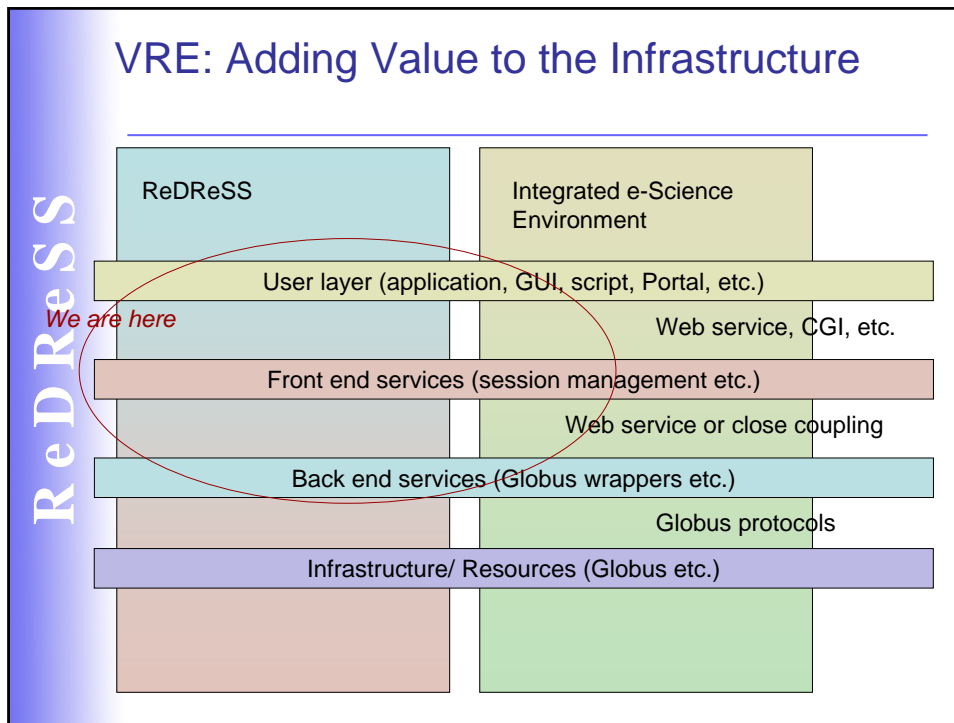 VRE: Adding Value to the Infrastructure
ReDReSS
ReDReSS
Integrated e-Science
Environment
User layer (application, GUI, script, Portal, etc.)
We are here
Web service, CGI, etc.
Front end services (session management etc.)
Web service or close coupling
Back end services (Globus wrappers etc.)
Globus protocols
Infrastructure/ Resources (Globus etc.)